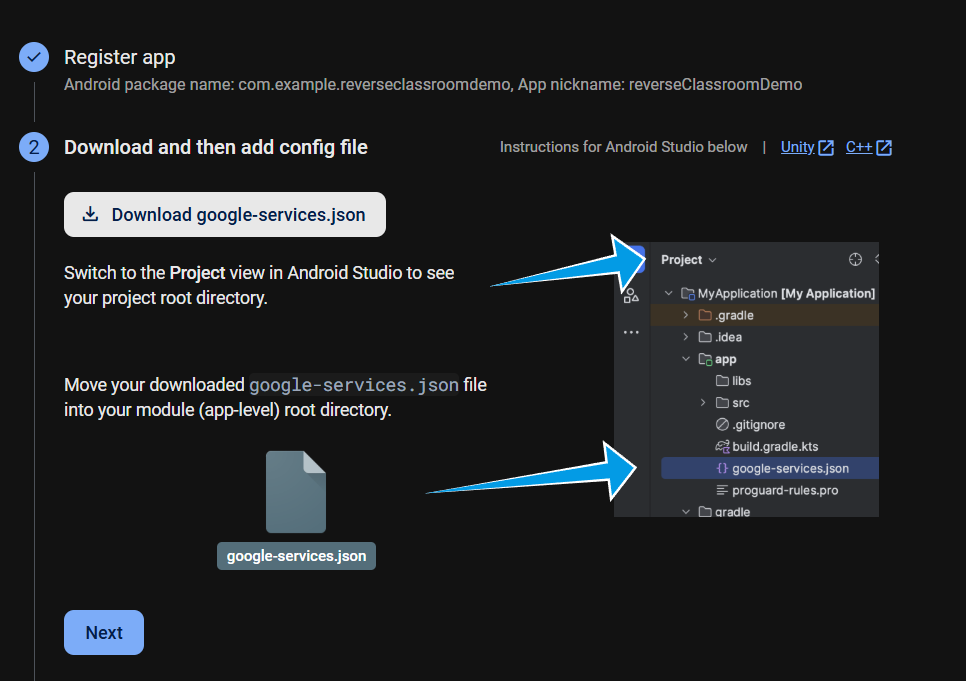 Register app
Android package name: com.example.reverseclassroomdemo, App nickname: reverseClassroomDemo
2
Download and then add config file
Instructions for Android Studio below | Unity C++
Download google-services.json
Switch to the Project view in Android Studio to see
your project root directory.
Move your downloaded google-services.json file
into your module (app-level) root directory.
google-services.json
Next
Project
MyApplication [My Application]
.gradle
.idea
app
libs
src
.gitignore
build.gradle.kts
google-services.json
proguard-rules.pro
gradle